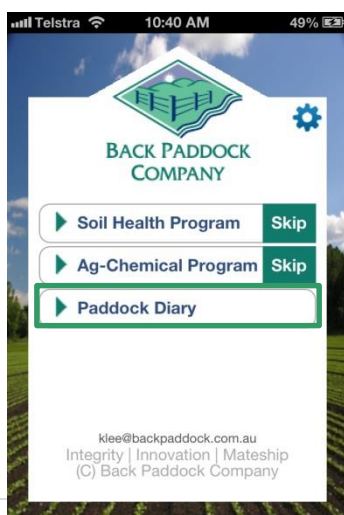 Telstra 10:40 AM 49%
BACK PADDOCK
COMPANY
Soil Health Program Skip
Ag-Chemical Program Skip
Paddock Diary
klee@backpaddock.com.au
Integrity | Innovation | Mateship
(C) Back Paddock Company